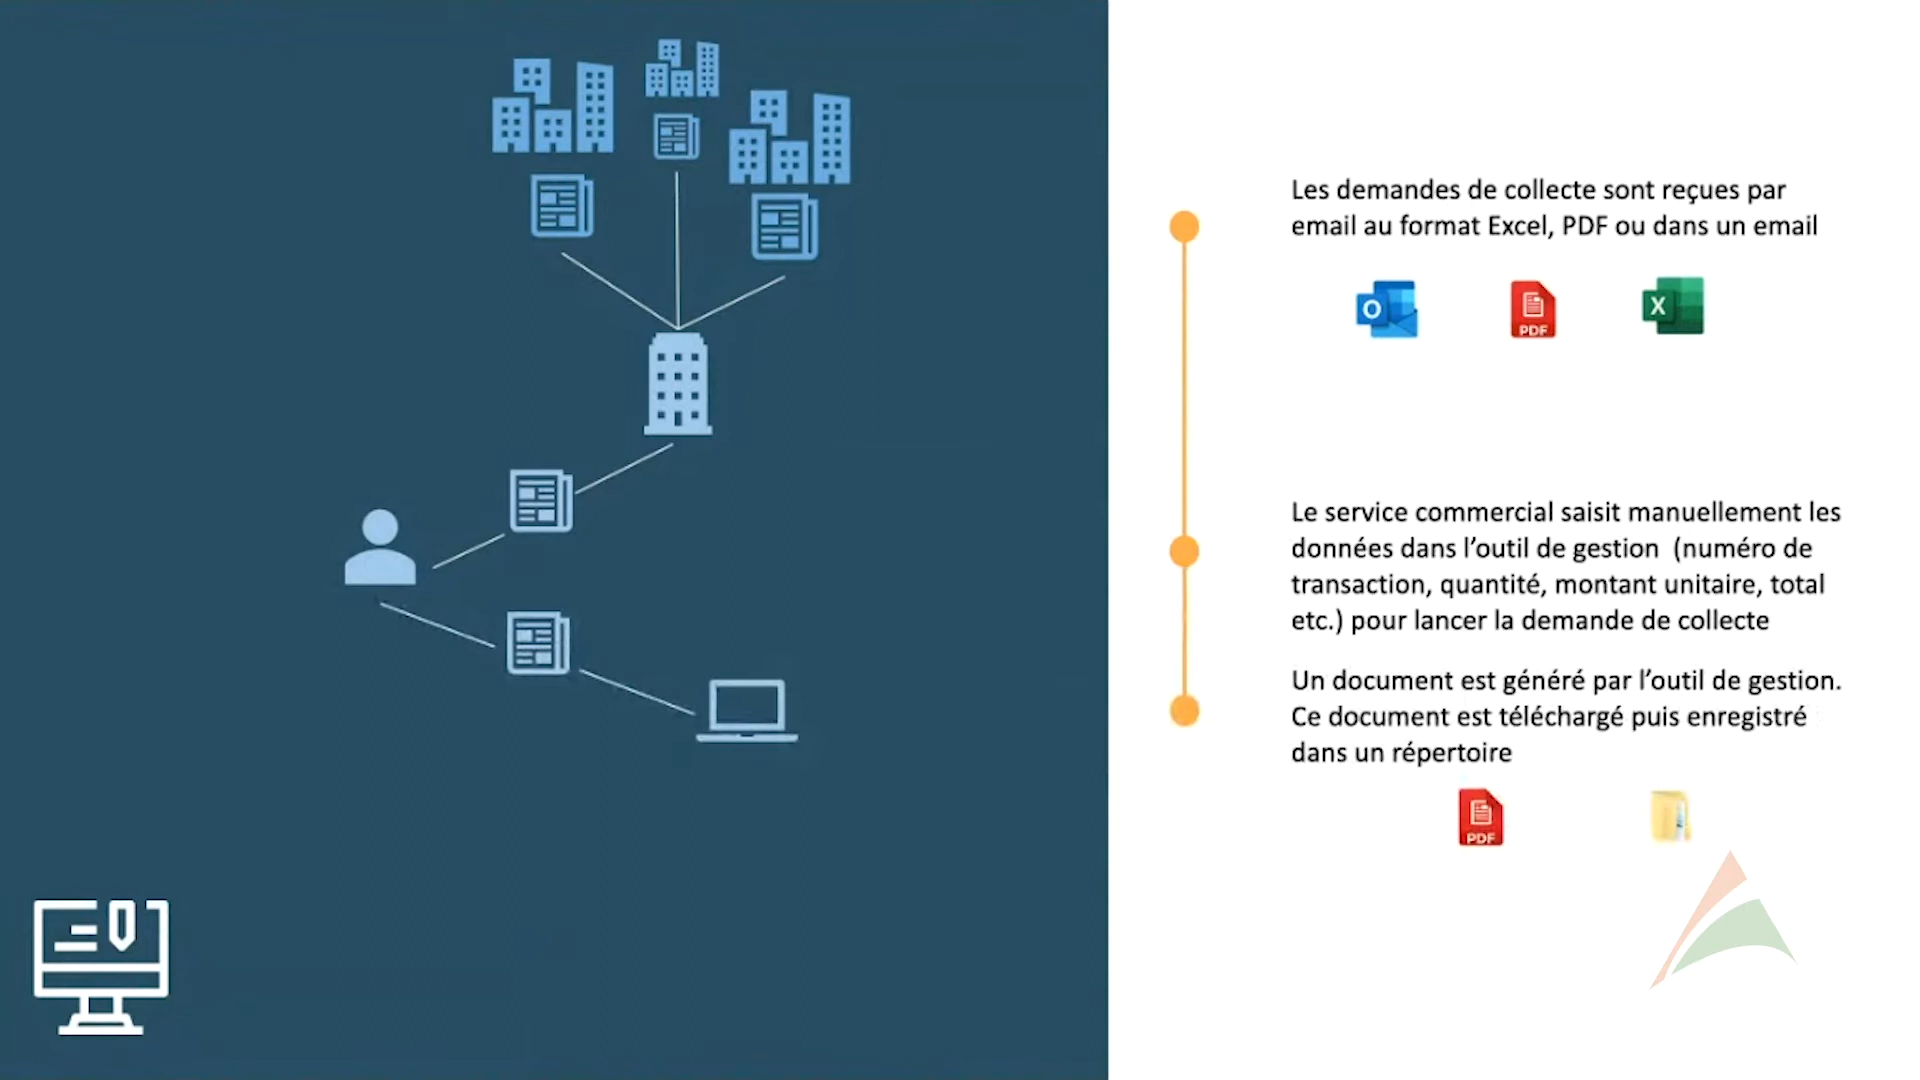 Les demandes de collecte sont reçues par
email au format Excel, PDF ou dans un email
O
PDF
X
Le service commercial saisit manuellement les
données dans l’outil de gestion  (numéro de
transaction, quantité, montant unitaire, total
etc.) pour lancer la demande de collecte
Un document est généré par l’outil de gestion.
Ce document est téléchargé puis enregistré
dans un répertoire
PDF